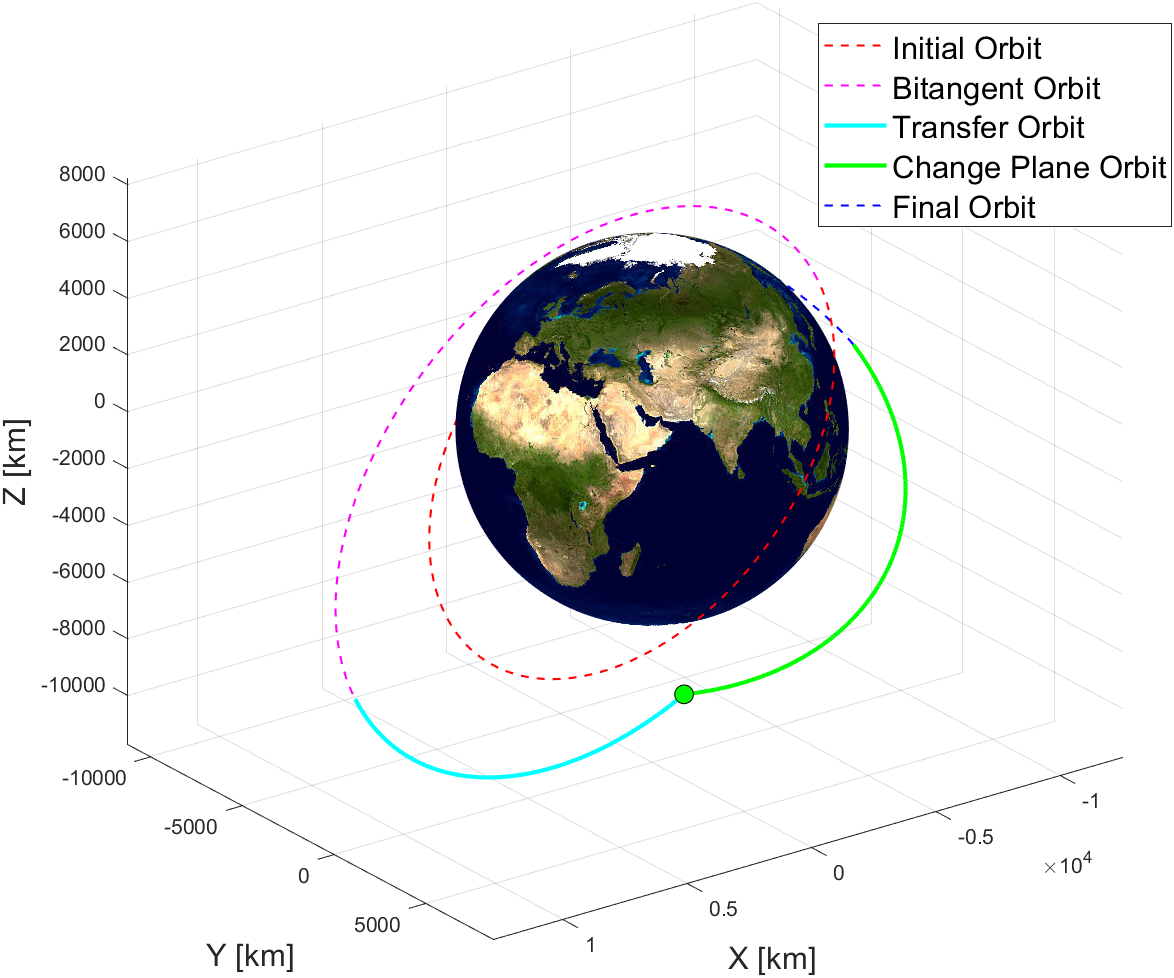 Initial Orbit
Bitangent Orbit
Transfer Orbit
Change Plane Orbit
Final Orbit
8000
6000
4000
2000
0
-2000
-4000
-6000
-8000
-10000
Z [km]
-10000
-5000
0
5000
Y [km]
1
0.5
0
-0.5
-1
×10^4
X [km]